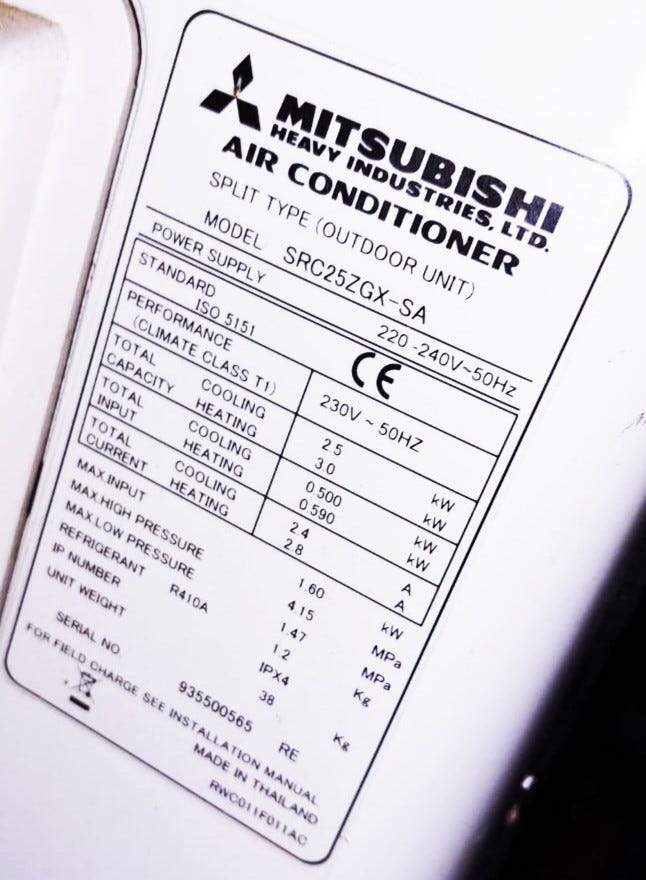 MITSUBISHI
HEAVY INDUSTRIES, LTD.
AIR CONDITIONER
SPLIT TYPE (OUTDOOR UNIT)
MODEL SRC25ZGX-SA
POWER SUPPLY 220-240V~50Hz
STANDARD ISO 5151 CE
PERFORMANCE (CLIMATE CLASS T1) 230V ~ 50HZ
TOTAL CAPACITY COOLING 2.5 kW
HEATING 3.0 kW
TOTAL INPUT COOLING 0.500 kW
HEATING 0.590 kW
TOTAL CURRENT COOLING 2.4 A
HEATING 2.8 A
MAX.INPUT 1.60 kW
MAX.HIGH PRESSURE 4.15 MPa
MAX.LOW PRESSURE 1.47 MPa
REFRIGERANT R410A 1.2 Kg
IP NUMBER IPX4
UNIT WEIGHT 38 Kg
SERIAL NO 935500565 RE
FOR FIELD CHARGE SEE INSTALLATION MANUAL
MADE IN THAILAND
RWC011F011AC